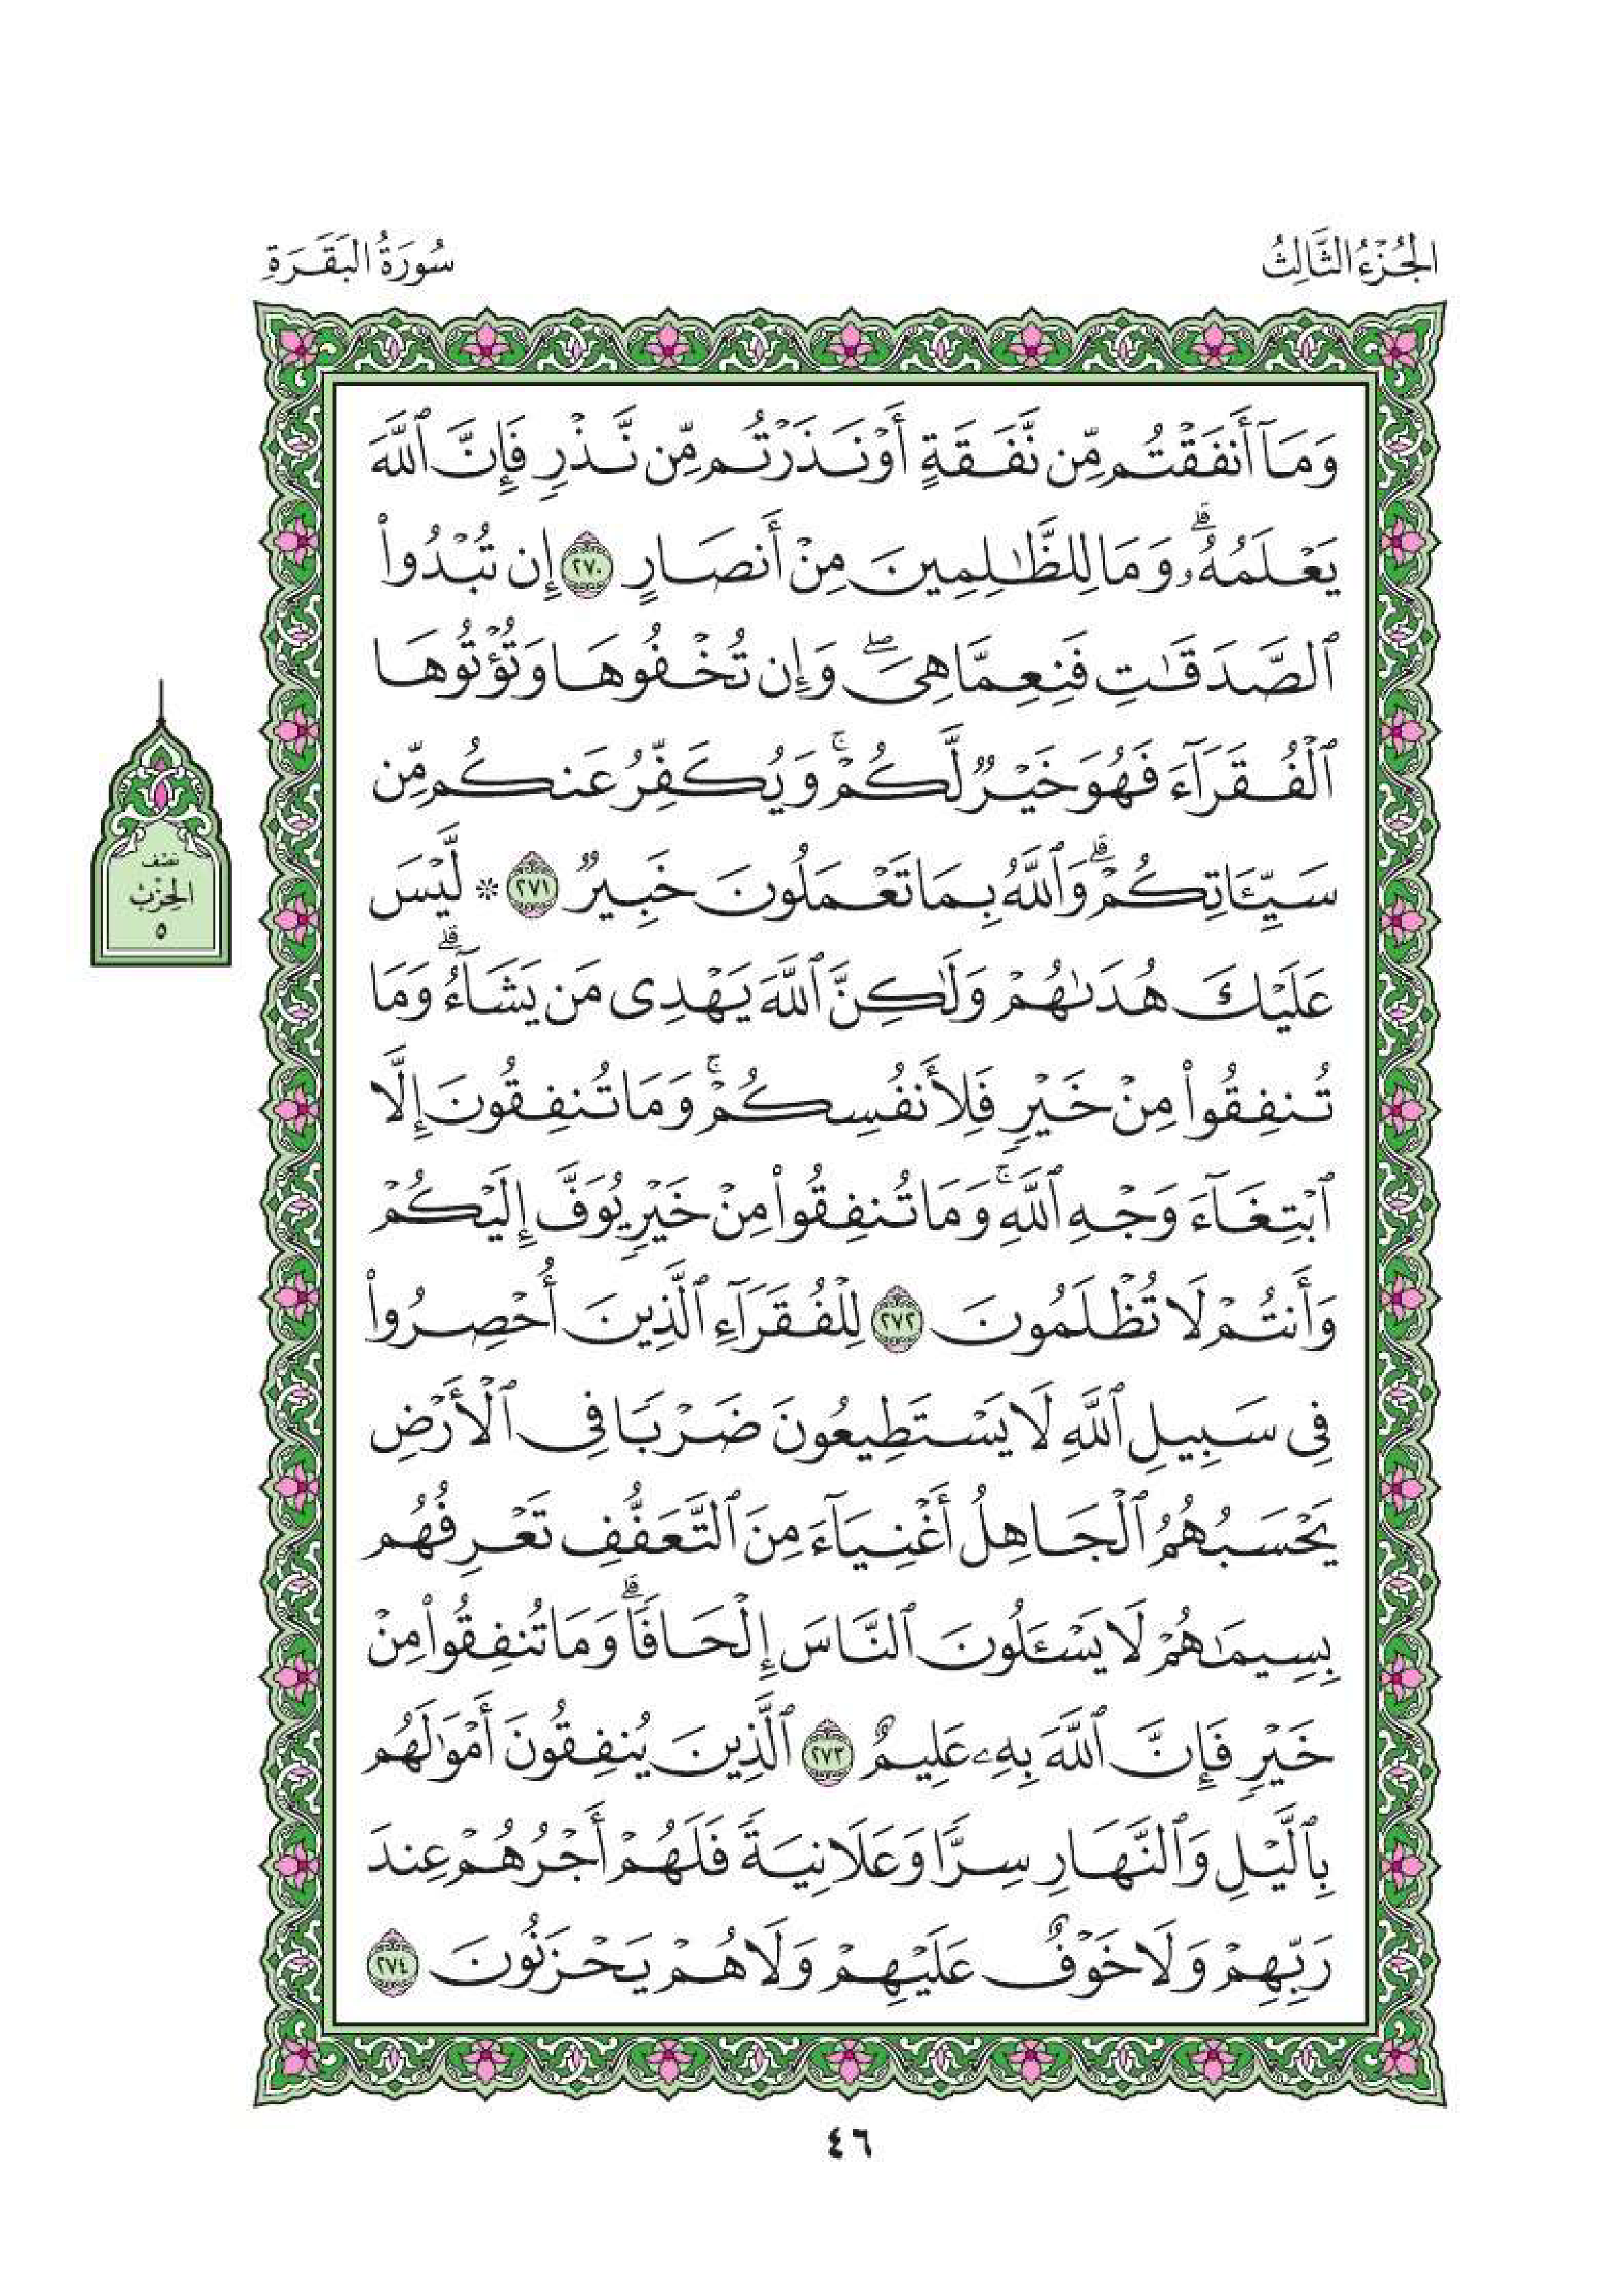 الجُزْءُ الثَّالِثُ
سُورَةُ البَقَرَةِ
وَمَآ أَنفَقۡتُم مِّن نَّفَقَةٍ أَوۡ نَذَرۡتُم مِّن نَّذۡرٖ فَإِنَّ ٱللَّهَ
يَعۡلَمُهُۥۗ وَمَا لِلظَّٰلِمِينَ مِنۡ أَنصَارٍ ٢٧٠ إِن تُبۡدُواْ
ٱلصَّدَقَٰتِ فَنِعِمَّا هِيَۖ وَإِن تُخۡفُوهَا وَتُؤۡتُوهَا
ٱلۡفُقَرَآءَ فَهُوَ خَيۡرٞ لَّكُمۡۚ وَيُكَفِّرُ عَنكُم مِّن
سَيِّـَٔاتِكُمۡۗ وَٱللَّهُ بِمَا تَعۡمَلُونَ خَبِيرٞ ٢٧١ * لَّيۡسَ
نصف
الحِزْبُ
٥
عَلَيۡكَ هُدَىٰهُمۡ وَلَٰكِنَّ ٱللَّهَ يَهۡدِي مَن يَشَآءُۗ وَمَا
تُنفِقُواْ مِنۡ خَيۡرٖ فَلِأَنفُسِكُمۡۚ وَمَا تُنفِقُونَ إِلَّا
ٱبۡتِغَآءَ وَجۡهِ ٱللَّهِۚ وَمَا تُنفِقُواْ مِنۡ خَيۡرٖ يُوَفَّ إِلَيۡكُمۡ
وَأَنتُمۡ لَا تُظۡلَمُونَ ٢٧٢ لِلۡفُقَرَآءِ ٱلَّذِينَ أُحۡصِرُواْ
فِي سَبِيلِ ٱللَّهِ لَا يَسۡتَطِيعُونَ ضَرۡبٗا فِي ٱلۡأَرۡضِ
يَحۡسَبُهُمُ ٱلۡجَاهِلُ أَغۡنِيَآءَ مِنَ ٱلتَّعَفُّفِ تَعۡرِفُهُم
بِسِيمَٰهُمۡ لَا يَسۡـَٔلُونَ ٱلنَّاسَ إِلۡحَافٗاۗ وَمَا تُنفِقُواْ مِنۡ
خَيۡرٖ فَإِنَّ ٱللَّهَ بِهِۦ عَلِيمٌ ٢٧٣ ٱلَّذِينَ يُنفِقُونَ أَمۡوَٰلَهُم
بِٱلَّيۡلِ وَٱلنَّهَارِ سِرّٗا وَعَلَانِيَةٗ فَلَهُمۡ أَجۡرُهُمۡ عِندَ
رَبِّهِمۡ وَلَا خَوۡفٌ عَلَيۡهِمۡ وَلَا هُمۡ يَحۡزَنُونَ ٢٧٤
٤٦